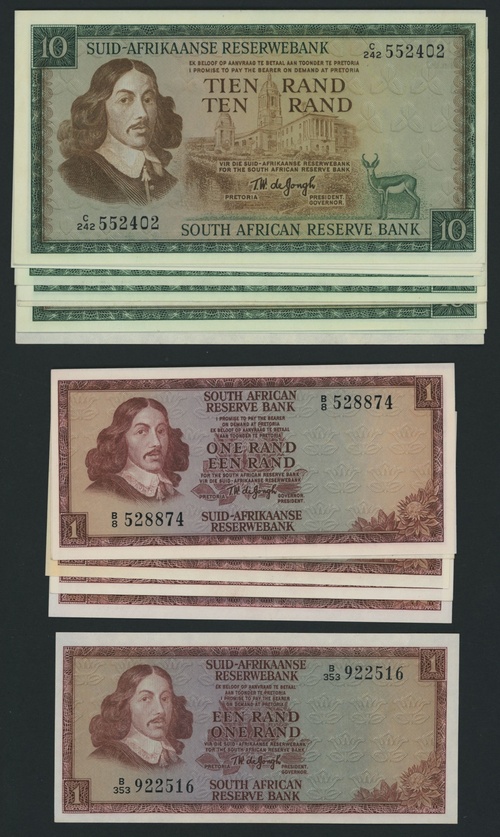 10
SUID-AFRIKAANSE RESERWEBANK
C/242 552402
EK BELOOF OM AANVRAAG TE BETAAL AAN TOONDER TE PRETORIA
I PROMISE TO PAY THE BEARER ON DEMAND AT PRETORIA
TIEN RAND
TEN RAND
VIR DIE SUID-AFRIKAANSE RESERWEBANK
FOR THE SOUTH AFRICAN RESERVE BANK
T.W. de Jongh
PRETORIA
PRESIDENT
GOVERNOR.
C/242 552402
SOUTH AFRICAN RESERVE BANK
10
10
SOUTH AFRICAN
RESERVE BANK
B/8 528874
1
I PROMISE TO PAY THE BEARER
ON DEMAND AT PRETORIA
EK BELOOF OP AANVRAAG TE BETAAL
AAN TOONDER TE PRETORIA
ONE RAND
EEN RAND
FOR THE SOUTH AFRICAN RESERVE BANK
VIR DIE SUID-AFRIKAANSE RESERWEBANK
PRETORIA
T.W. de Jongh
GOVERNOR.
PRESIDENT
B/8 528874
1
SUID-AFRIKAANSE
RESERWEBANK
SUID-AFRIKAANSE
RESERWEBANK
B/353 922516
1
EK BELOOF OP AANVRAAG TE BETAAL
AAN TOONDER TE PRETORIA
I PROMISE TO PAY THE BEARER
ON DEMAND AT PRETORIA
EEN RAND
ONE RAND
VIR DIE SUID-AFRIKAANSE RESERWEBANK
FOR THE SOUTH AFRICAN RESERVE BANK
T.W. de Jongh
PRETORIA
PRESIDENT
GOVERNOR.
B/353 922516
1
SOUTH AFRICAN
RESERVE BANK